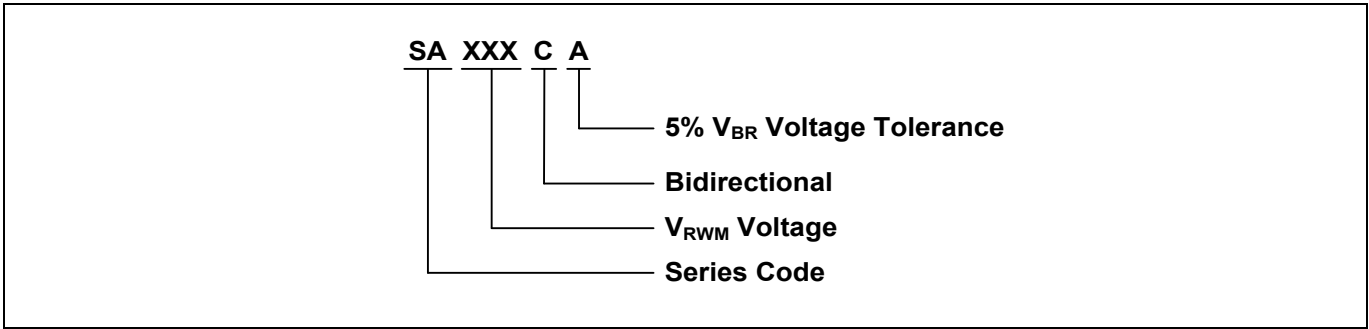 SA XXX C A
5% VBR Voltage Tolerance
Bidirectional
VRWM Voltage
Series Code